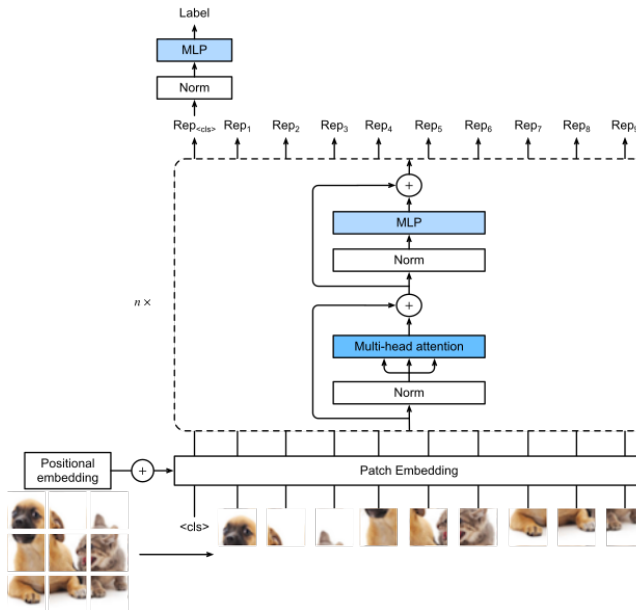 Label
MLP
Norm
Rep<cls> Rep1 Rep2 Rep3 Rep4 Rep5 Rep6 Rep7 Rep8 Rep9
MLP
Norm
n ×
Multi-head attention
Norm
Positional
embedding
Patch Embedding
<cls>